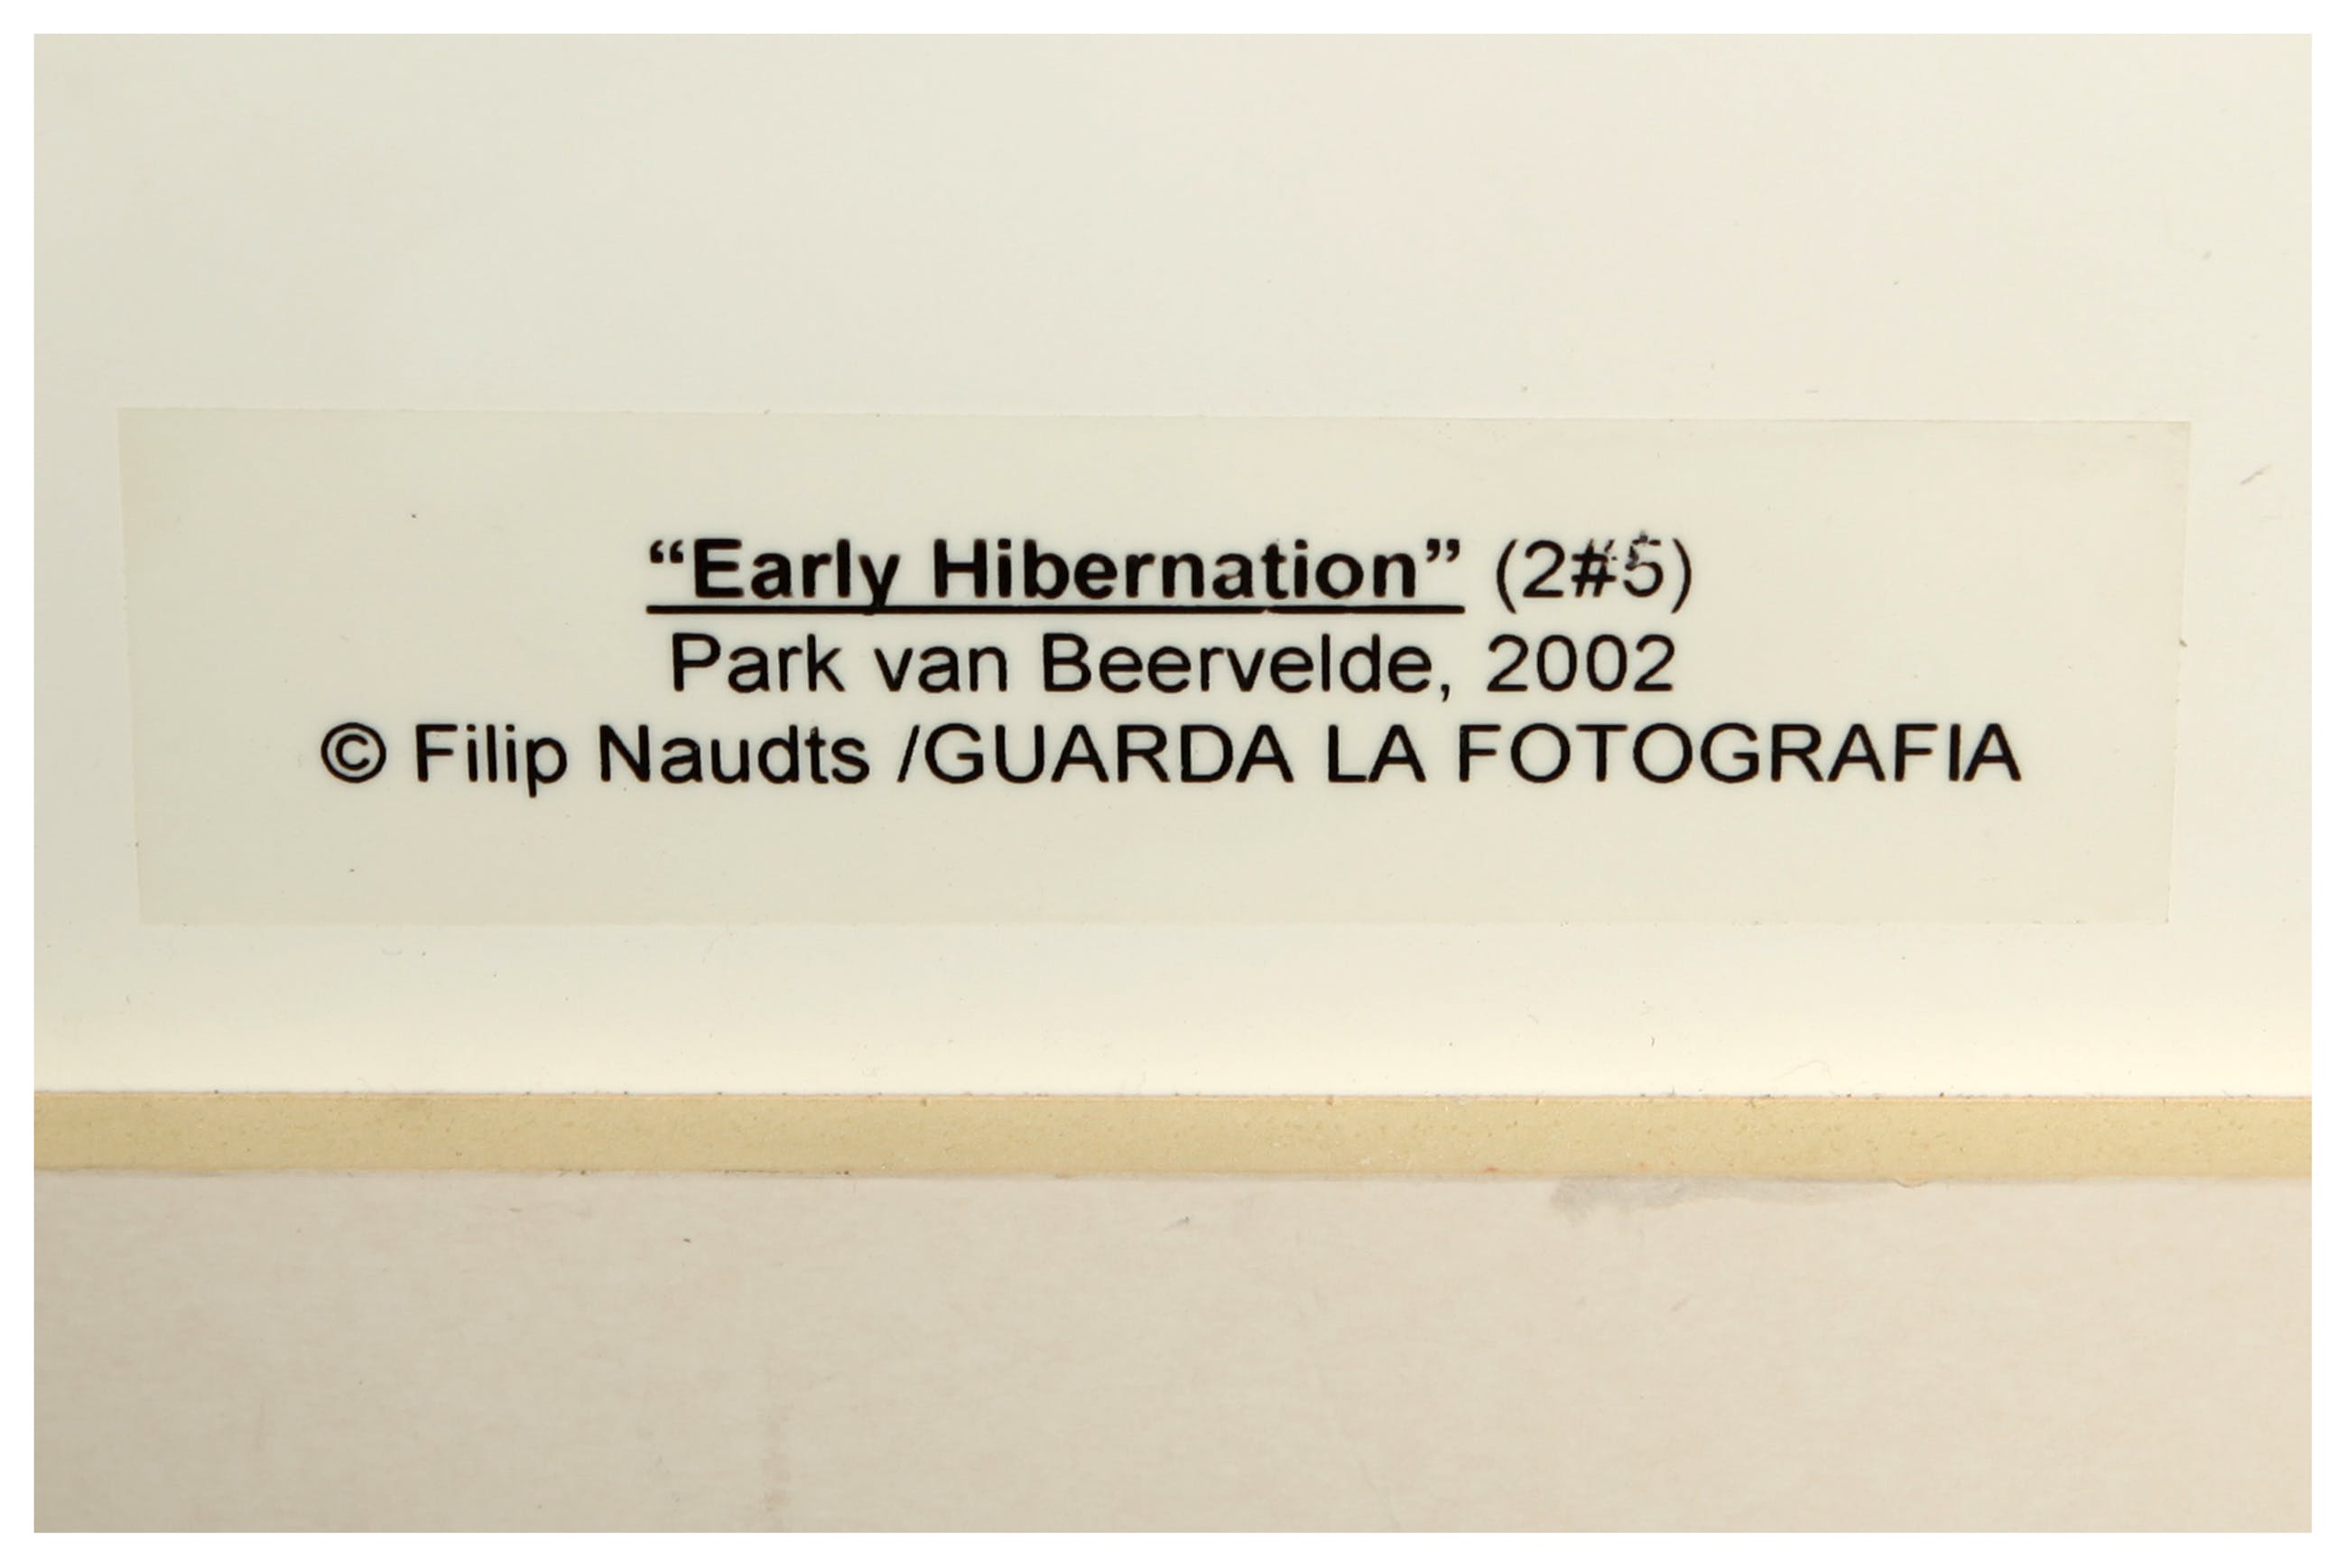 “Early Hibernation” (2#5)
Park van Beervelde, 2002
© Filip Naudts /GUARDA LA FOTOGRAFIA